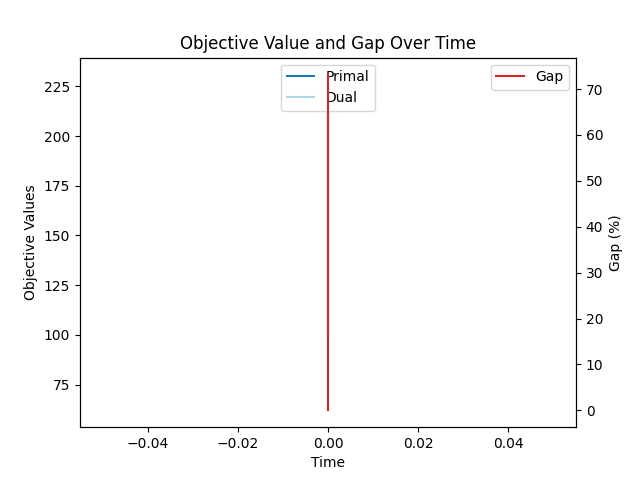 Objective Value and Gap Over Time
Primal
Dual
Gap
Objective Values
225
200
175
150
125
100
75
70
60
50
40
30
20
10
0
Gap (%)
−0.04
−0.02
0.00
0.02
0.04
Time